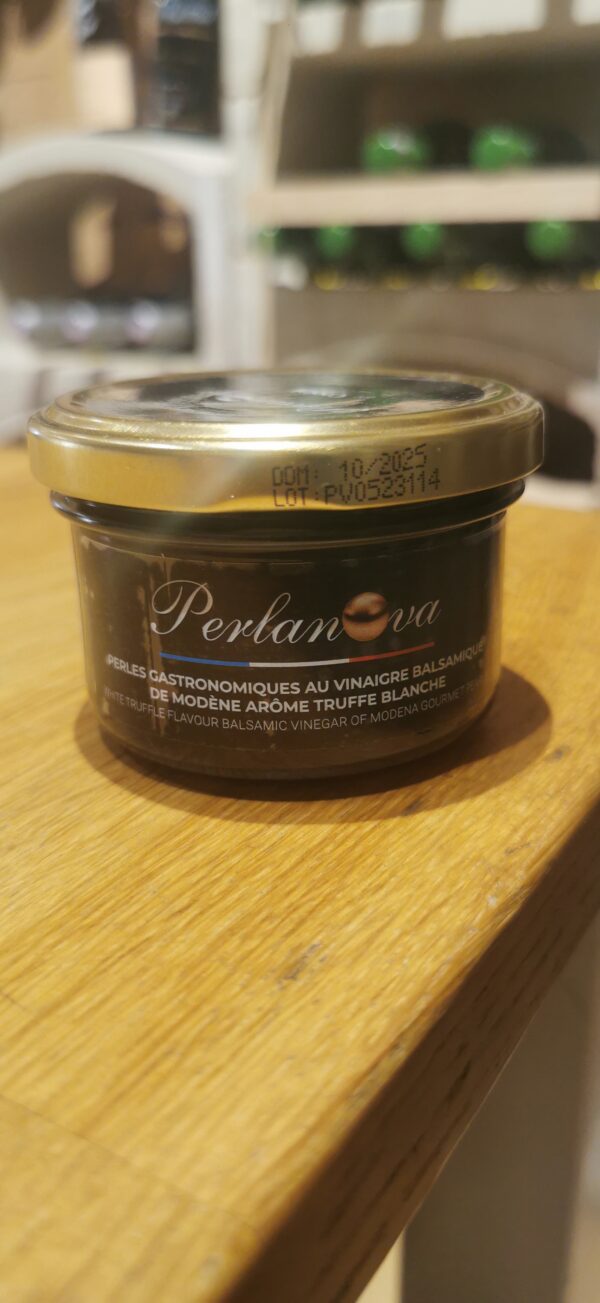 DDM: 10/2025
LOT:PV0523114
Perlanova
PERLES GASTRONOMIQUES AU VINAIGRE BALSAMIQUE
DE MODÈNE ARÔME TRUFFE BLANCHE
WHITE TRUFFLE FLAVOUR BALSAMIC VINEGAR OF MODENA GOURMET